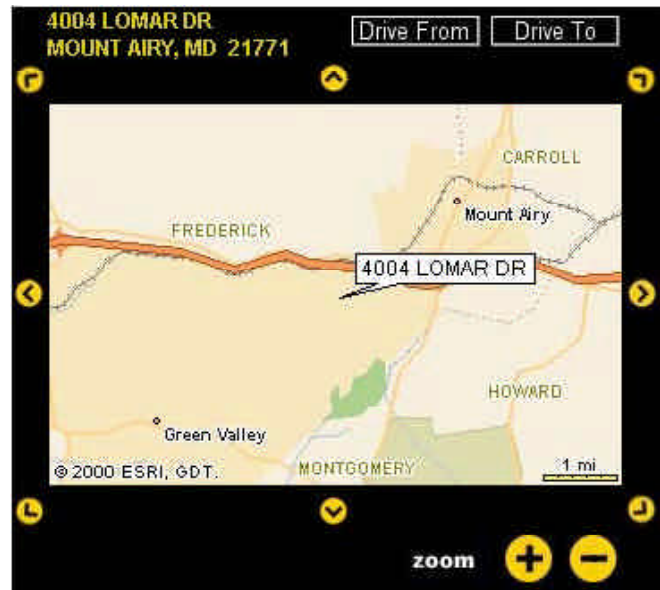 4004 LOMAR DR
MOUNT AIRY, MD 21771
Drive From
Drive To
CARROLL
Mount Airy
FREDERICK
4004 LOMAR DR
HOWARD
Green Valley
© 2000 ESRI, GDT.
MONTGOMERY
1 mi
zoom